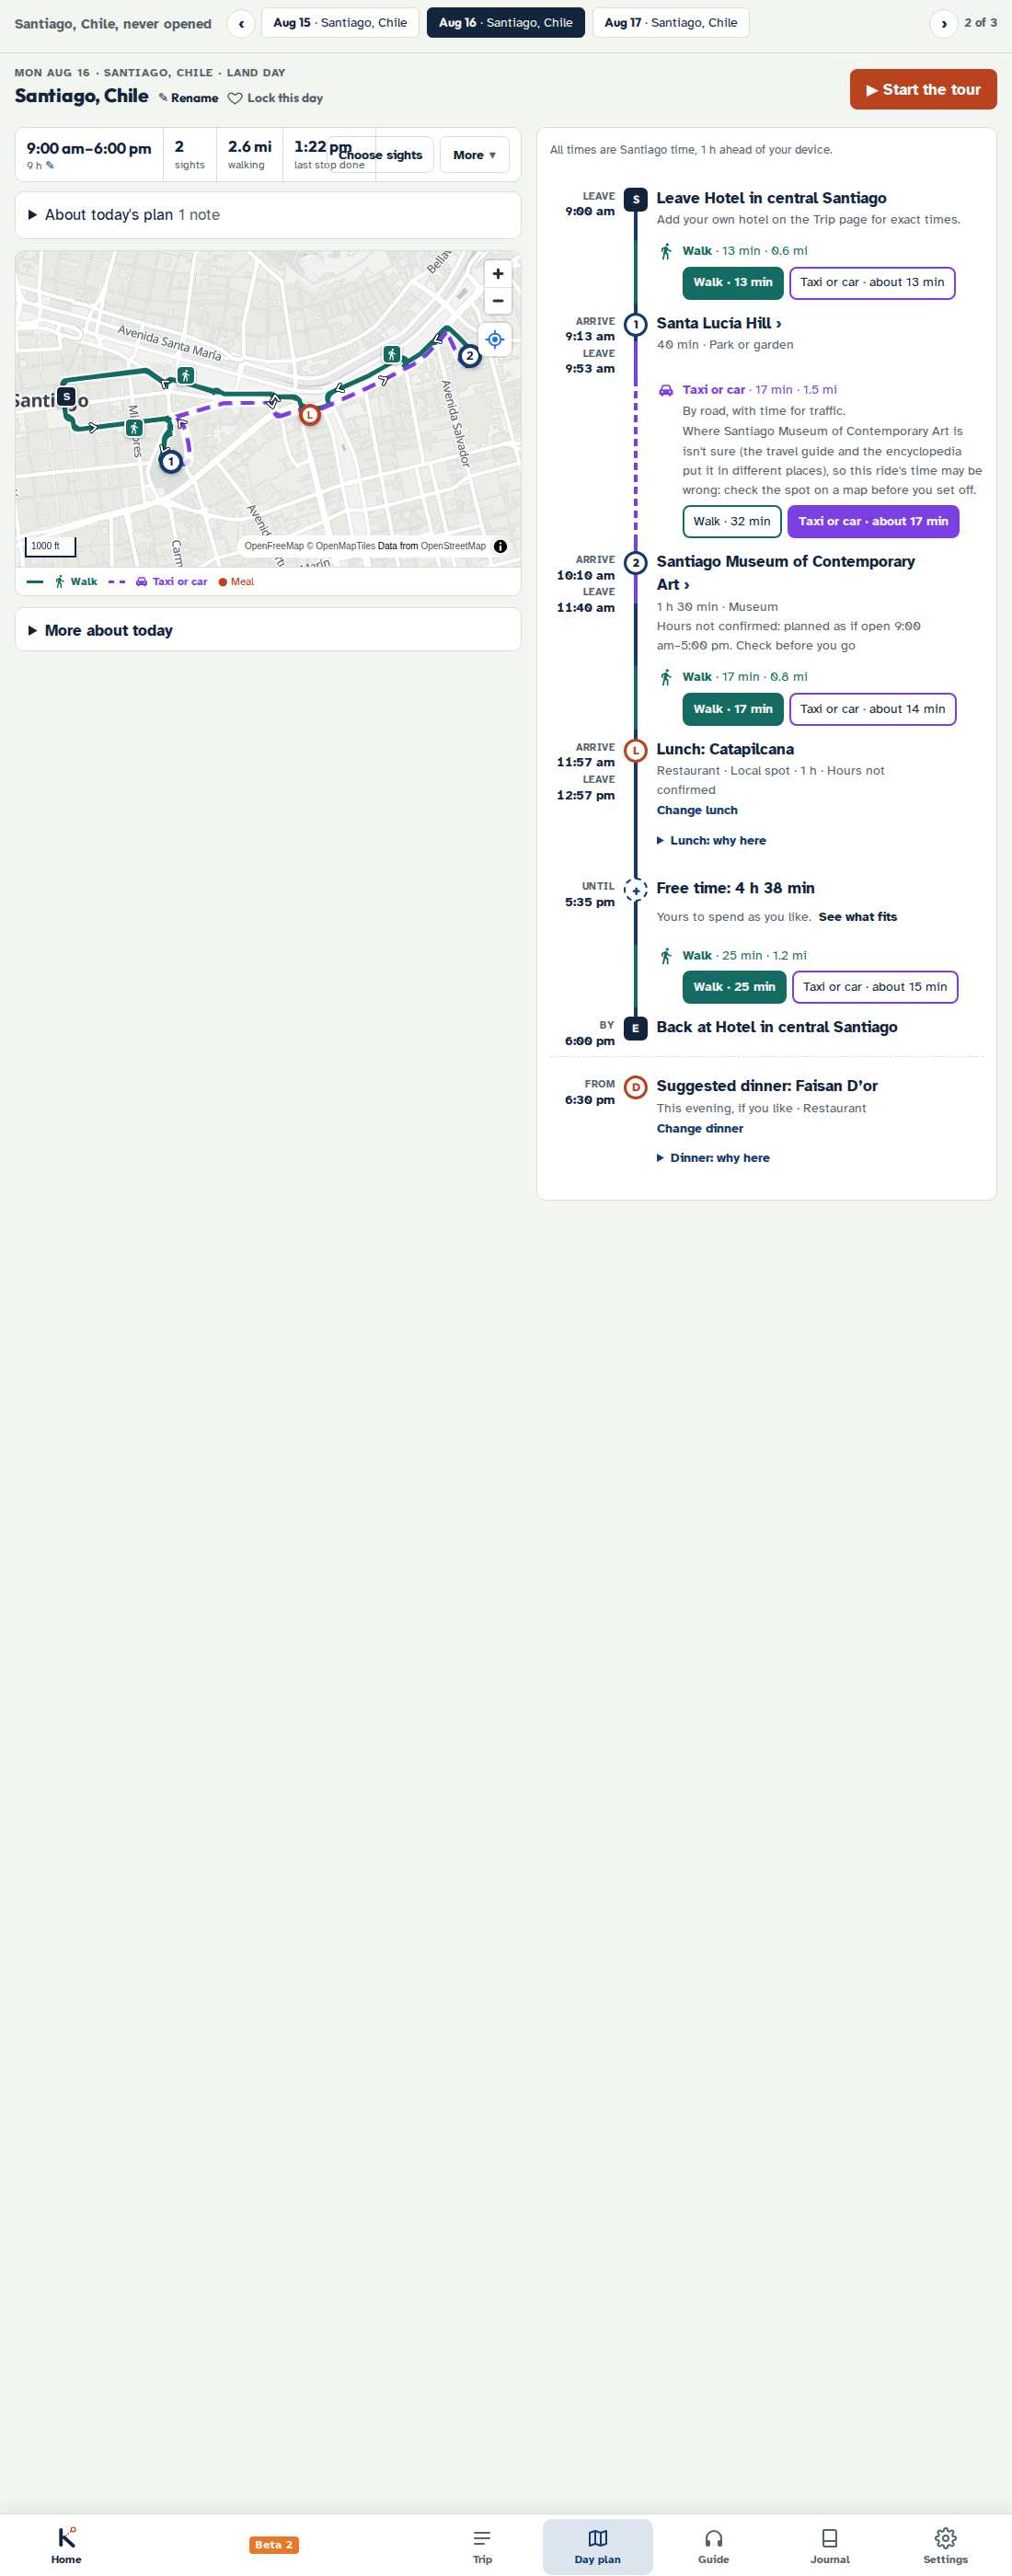 Santiago, Chile, never opened
‹
Aug 15 · Santiago, Chile
Aug 16 · Santiago, Chile
Aug 17 · Santiago, Chile
›
2 of 3
MON AUG 16 · SANTIAGO, CHILE · LAND DAY
Santiago, Chile
✎ Rename
Lock this day
▶ Start the tour
9:00 am–6:00 pm
9 h ✎
2
sights
2.6 mi
walking
1:22 pm
last stop done
Choose sights
More ▼
▶ About today's plan 1 note
Avenida Santa María
Santiago
Avenida Salvador
S
1
2
L
+
−
1000 ft
OpenFreeMap © OpenMapTiles Data from OpenStreetMap
Walk
Taxi or car
Meal
▶ More about today
All times are Santiago time, 1 h ahead of your device.
LEAVE
9:00 am
S
Leave Hotel in central Santiago
Add your own hotel on the Trip page for exact times.
Walk · 13 min · 0.6 mi
Walk · 13 min
Taxi or car · about 13 min
ARRIVE
9:13 am
LEAVE
9:53 am
1
Santa Lucía Hill ›
40 min · Park or garden
Taxi or car · 17 min · 1.5 mi
By road, with time for traffic.
Where Santiago Museum of Contemporary Art is
isn't sure (the travel guide and the encyclopedia
put it in different places), so this ride's time may be
wrong: check the spot on a map before you set off.
Walk · 32 min
Taxi or car · about 17 min
ARRIVE
10:10 am
LEAVE
11:40 am
2
Santiago Museum of Contemporary
Art ›
1 h 30 min · Museum
Hours not confirmed: planned as if open 9:00
am–5:00 pm. Check before you go
Walk · 17 min · 0.8 mi
Walk · 17 min
Taxi or car · about 14 min
ARRIVE
11:57 am
LEAVE
12:57 pm
L
Lunch: Catapilcana
Restaurant · Local spot · 1 h · Hours not
confirmed
Change lunch
▶ Lunch: why here
UNTIL
5:35 pm
+
Free time: 4 h 38 min
Yours to spend as you like. See what fits
Walk · 25 min · 1.2 mi
Walk · 25 min
Taxi or car · about 15 min
BY
6:00 pm
E
Back at Hotel in central Santiago
FROM
6:30 pm
D
Suggested dinner: Faisan D’or
This evening, if you like · Restaurant
Change dinner
▶ Dinner: why here
Home
Beta 2
Trip
Day plan
Guide
Journal
Settings